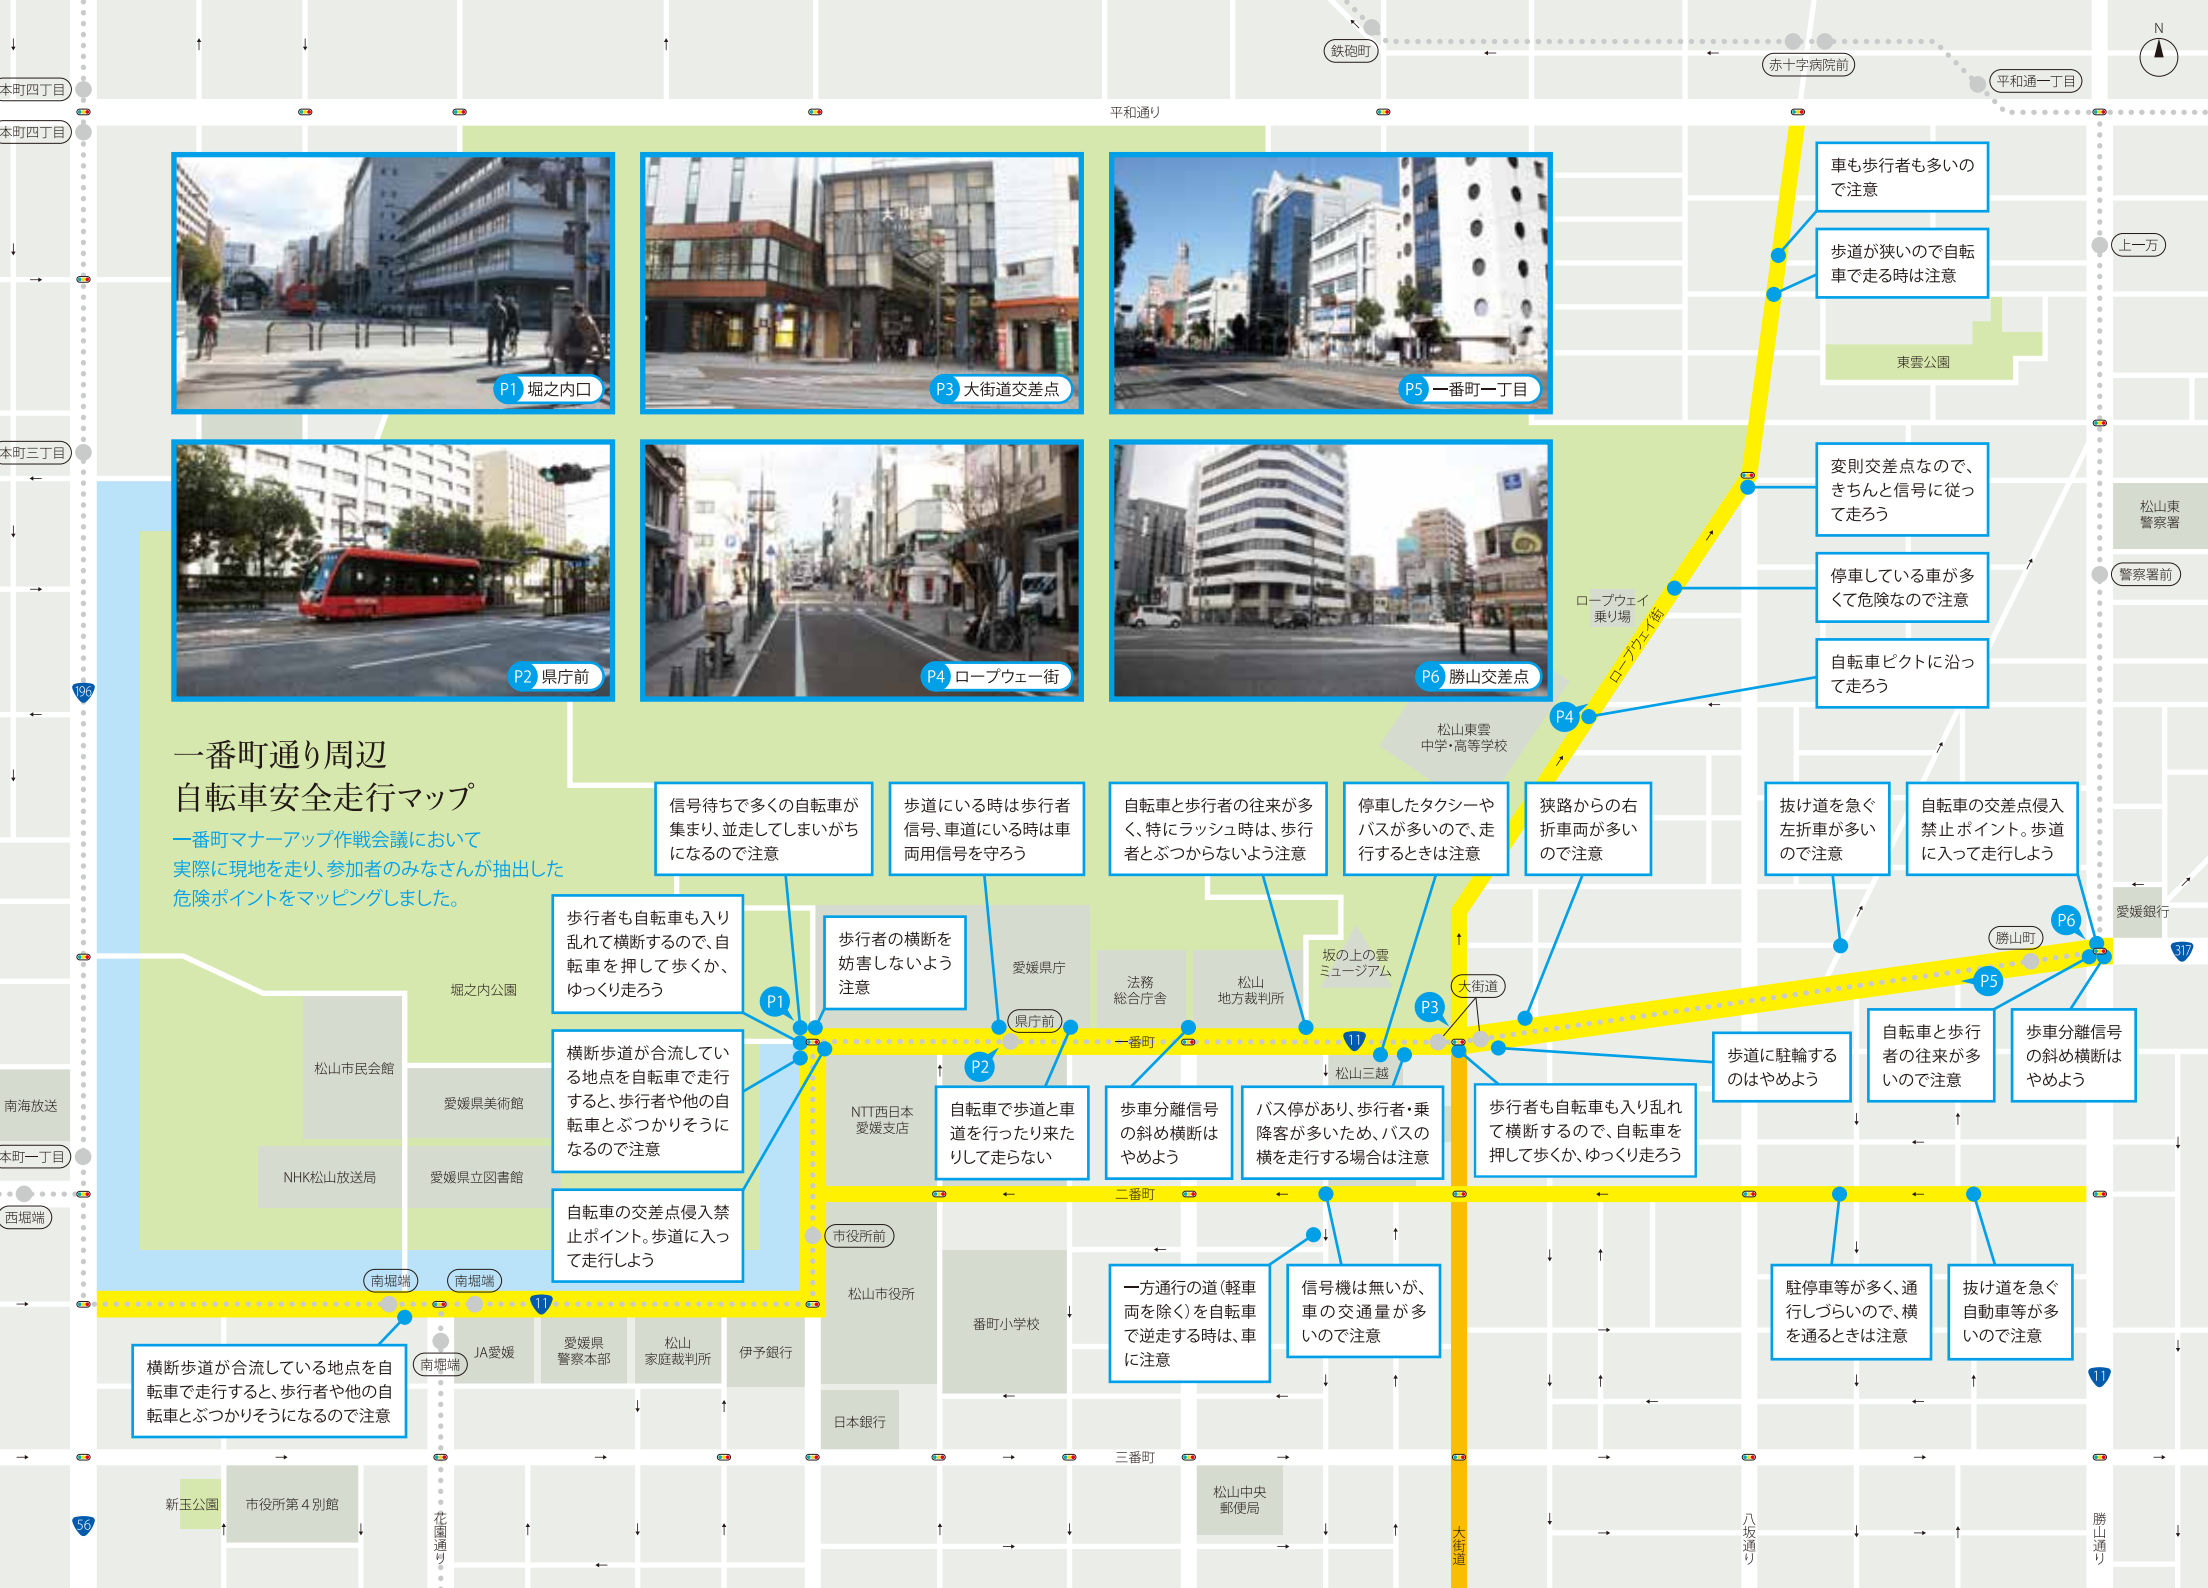 鉄砲町
赤十字病院前
平和通一丁目
N
本町四丁目
平和通り
本町四丁目
車も歩行者も多いの
で注意
歩道が狭いので自転
車で走る時は注意
上一万
東雲公園
大街道
P1 堀之内口
P3 大街道交差点
P5 一番町一丁目
本町三丁目
変則交差点なので、
きちんと信号に従っ
て走ろう
松山東
警察署
停車している車が多
くて危険なので注意
警察署前
ロープウェイ
乗り場
ロープウェイ街
自転車ピクトに沿っ
て走ろう
P2 県庁前
P4 ロープウェー街
P6 勝山交差点
196
P4
松山東雲
中学・高等学校
一番町通り周辺
自転車安全走行マップ
一番町マナーアップ作戦会議において
実際に現地を走り、参加者のみなさんが抽出した
危険ポイントをマッピングしました。
信号待ちで多くの自転車が
集まり、並走してしまいがち
になるので注意
歩道にいる時は歩行者
信号、車道にいる時は車
両用信号を守ろう
自転車と歩行者の往来が多
く、特にラッシュ時は、歩行
者とぶつからないよう注意
停車したタクシーや
バスが多いので、走
行するときは注意
狭路からの右
折車両が多い
ので注意
抜け道を急ぐ
左折車が多い
ので注意
自転車の交差点侵入
禁止ポイント。歩道
に入って走行しよう
歩行者も自転車も入り
乱れて横断するので、自
転車を押して歩くか、
ゆっくり走ろう
歩行者の横断を
妨害しないよう
注意
愛媛銀行
P6
勝山町
317
堀之内公園
愛媛県庁
法務
総合庁舎
松山
地方裁判所
坂の上の雲
ミュージアム
大街道
P5
P1
P3
県庁前
一番町
11
P2
松山三越
横断歩道が合流してい
る地点を自転車で走行
すると、歩行者や他の自
転車とぶつかりそうに
なるので注意
自転車と歩行
者の往来が多
いので注意
歩車分離信号
の斜め横断は
やめよう
歩道に駐輪する
のはやめよう
松山市民会館
愛媛県美術館
南海放送
NTT西日本
愛媛支店
自転車で歩道と車
道を行ったり来た
りして走らない
歩車分離信号
の斜め横断は
やめよう
バス停があり、歩行者・乗
降客が多いため、バスの
横を走行する場合は注意
歩行者も自転車も入り乱れ
て横断するので、自転車を
押して歩くか、ゆっくり走ろう
本町一丁目
NHK松山放送局
愛媛県立図書館
二番町
西堀端
自転車の交差点侵入禁
止ポイント。歩道に入っ
て走行しよう
市役所前
南堀端
南堀端
11
松山市役所
番町小学校
一方通行の道（軽車
両を除く）を自転車
で逆走する時は、車
に注意
信号機は無いが、
車の交通量が多
いので注意
駐停車等が多く、通
行しづらいので、横
を通るときは注意
抜け道を急ぐ
自動車等が多
いので注意
横断歩道が合流している地点を自
転車で走行すると、歩行者や他の自
転車とぶつかりそうになるので注意
南堀端
JA愛媛
愛媛県
警察本部
松山
家庭裁判所
伊予銀行
11
日本銀行
三番町
新玉公園
市役所第４別館
松山中央
郵便局
56
花園通り
大街道
八坂通り
勝山通り